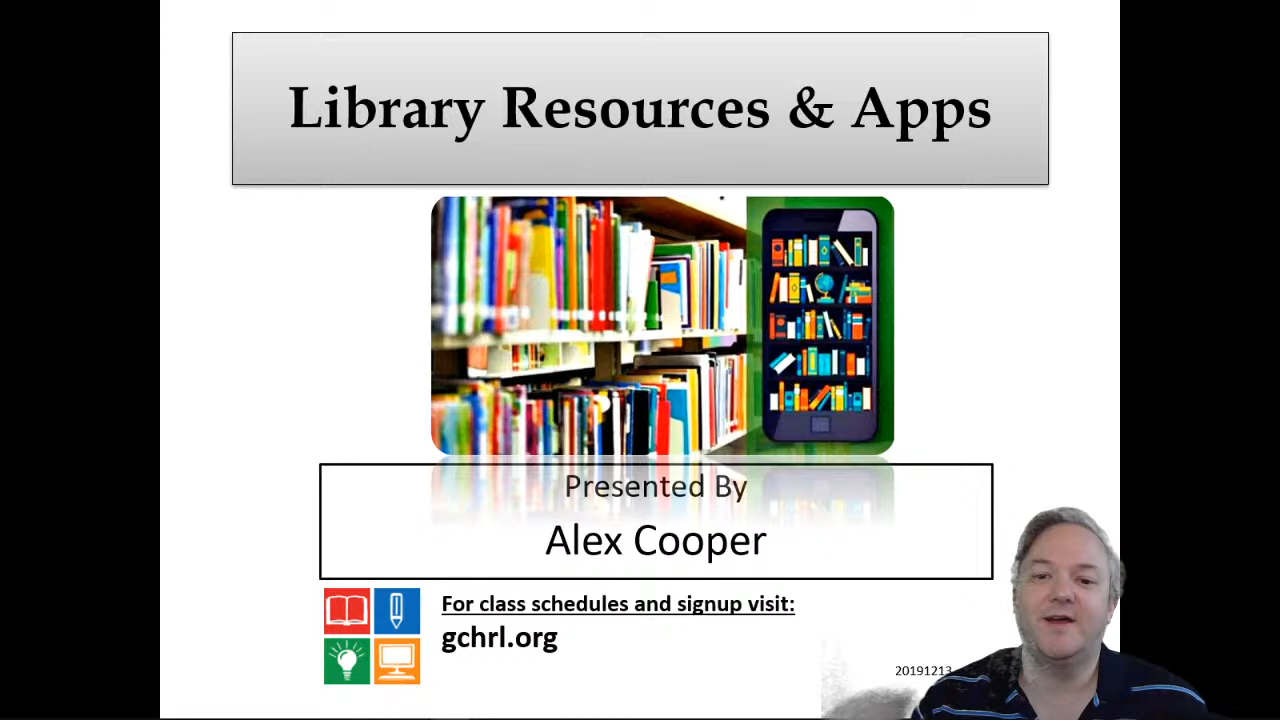 Library Resources & Apps
Presented By
Alex Cooper
For class schedules and signup visit:
gchrl.org
20191213